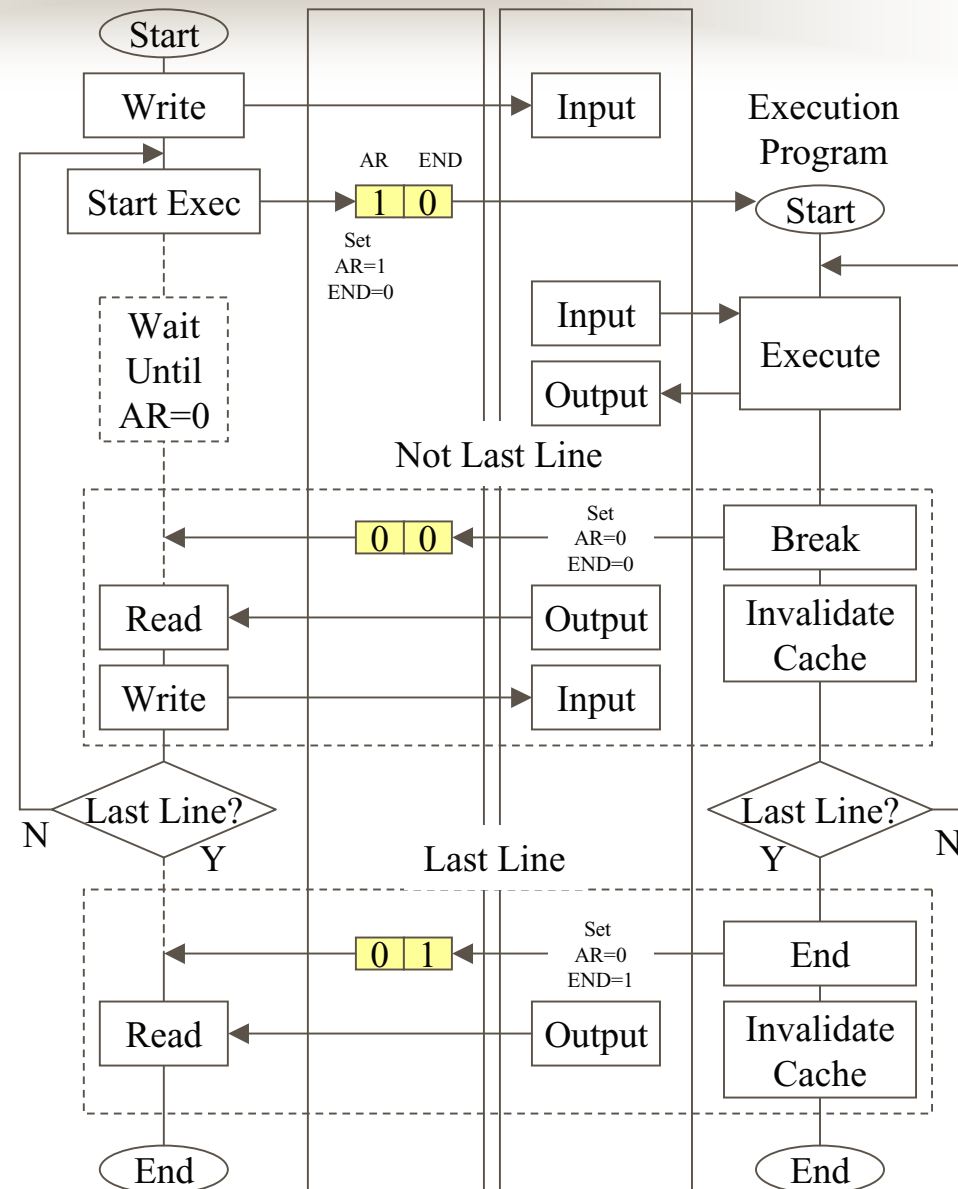 Start
Write
Input
Execution
Program
AR END
Start Exec
1 0
Start
Set
AR=1
END=0
Wait
Until
AR=0
Input
Execute
Output
Not Last Line
Set
AR=0
END=0
0 0
Break
Read
Output
Invalidate
Cache
Write
Input
Last Line?
Last Line?
N
Y
Last Line
Y
N
Set
AR=0
END=1
0 1
End
Read
Output
Invalidate
Cache
End
End